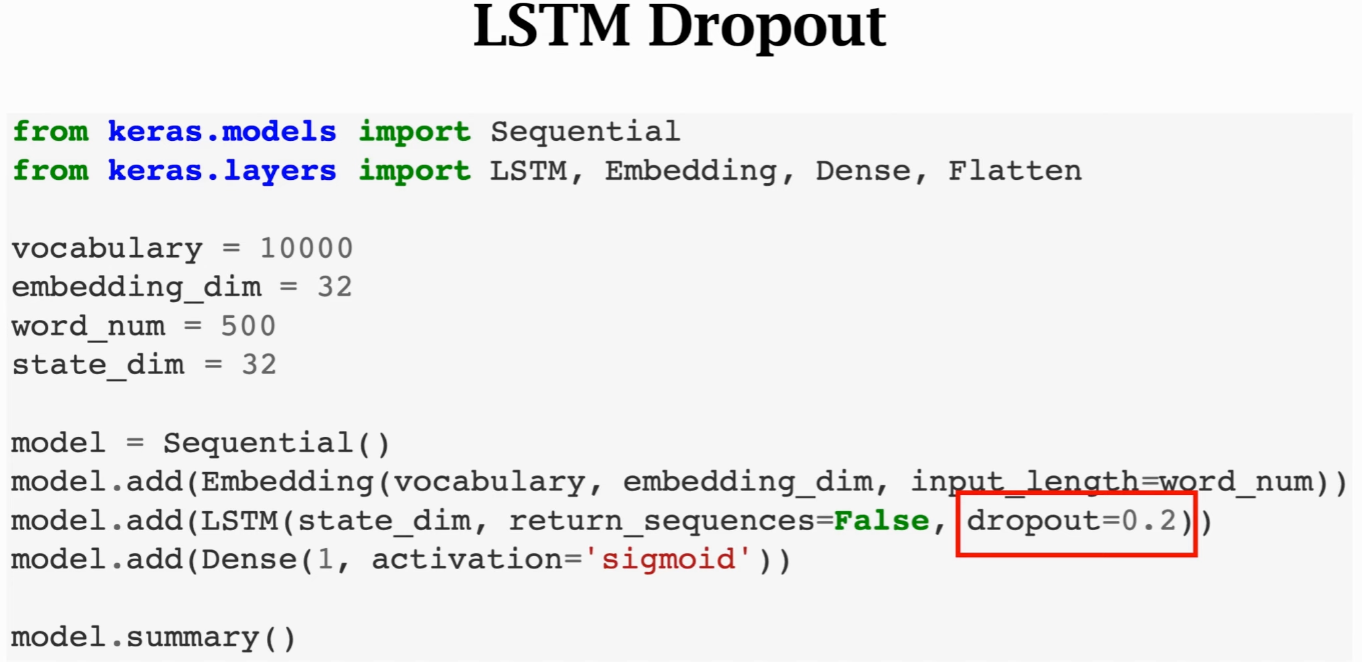 LSTM Dropout
from keras.models import Sequential
from keras.layers import LSTM, Embedding, Dense, Flatten
vocabulary = 10000
embedding_dim = 32
word_num = 500
state_dim = 32
model = Sequential()
model.add(Embedding(vocabulary, embedding_dim, input_length=word_num))
model.add(LSTM(state_dim, return_sequences=False, dropout=0.2))
model.add(Dense(1, activation='sigmoid'))
model.summary()